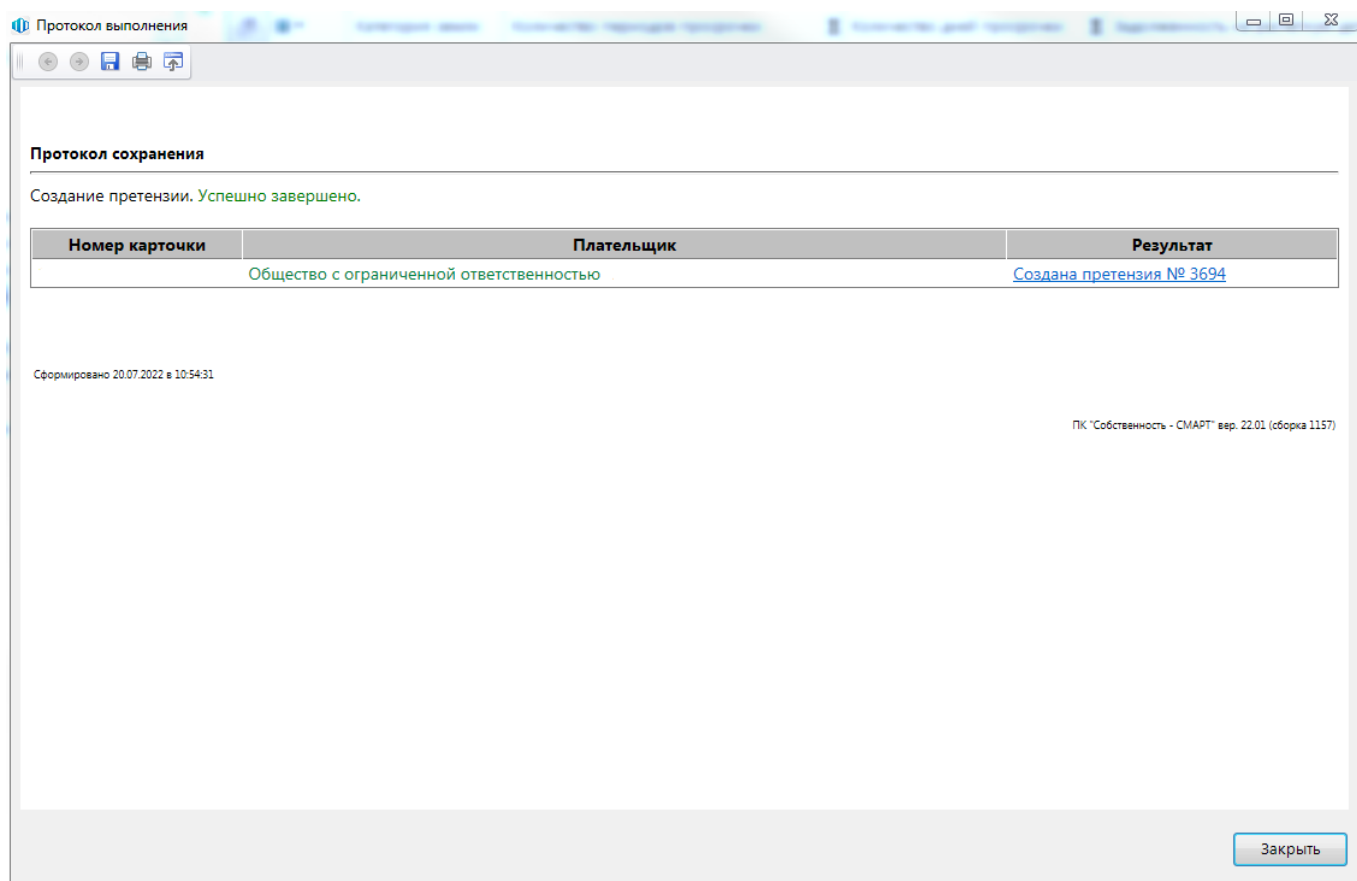 Протокол выполнения
Протокол сохранения
Создание претензии. Успешно завершено.
Номер карточки Плательщик Результат
Общество с ограниченной ответственностью Создана претензия № 3694
Сформировано 20.07.2022 в 10:54:31
ПК "Собственность - СМАРТ" вер. 22.01 (сборка 1157)
Закрыть